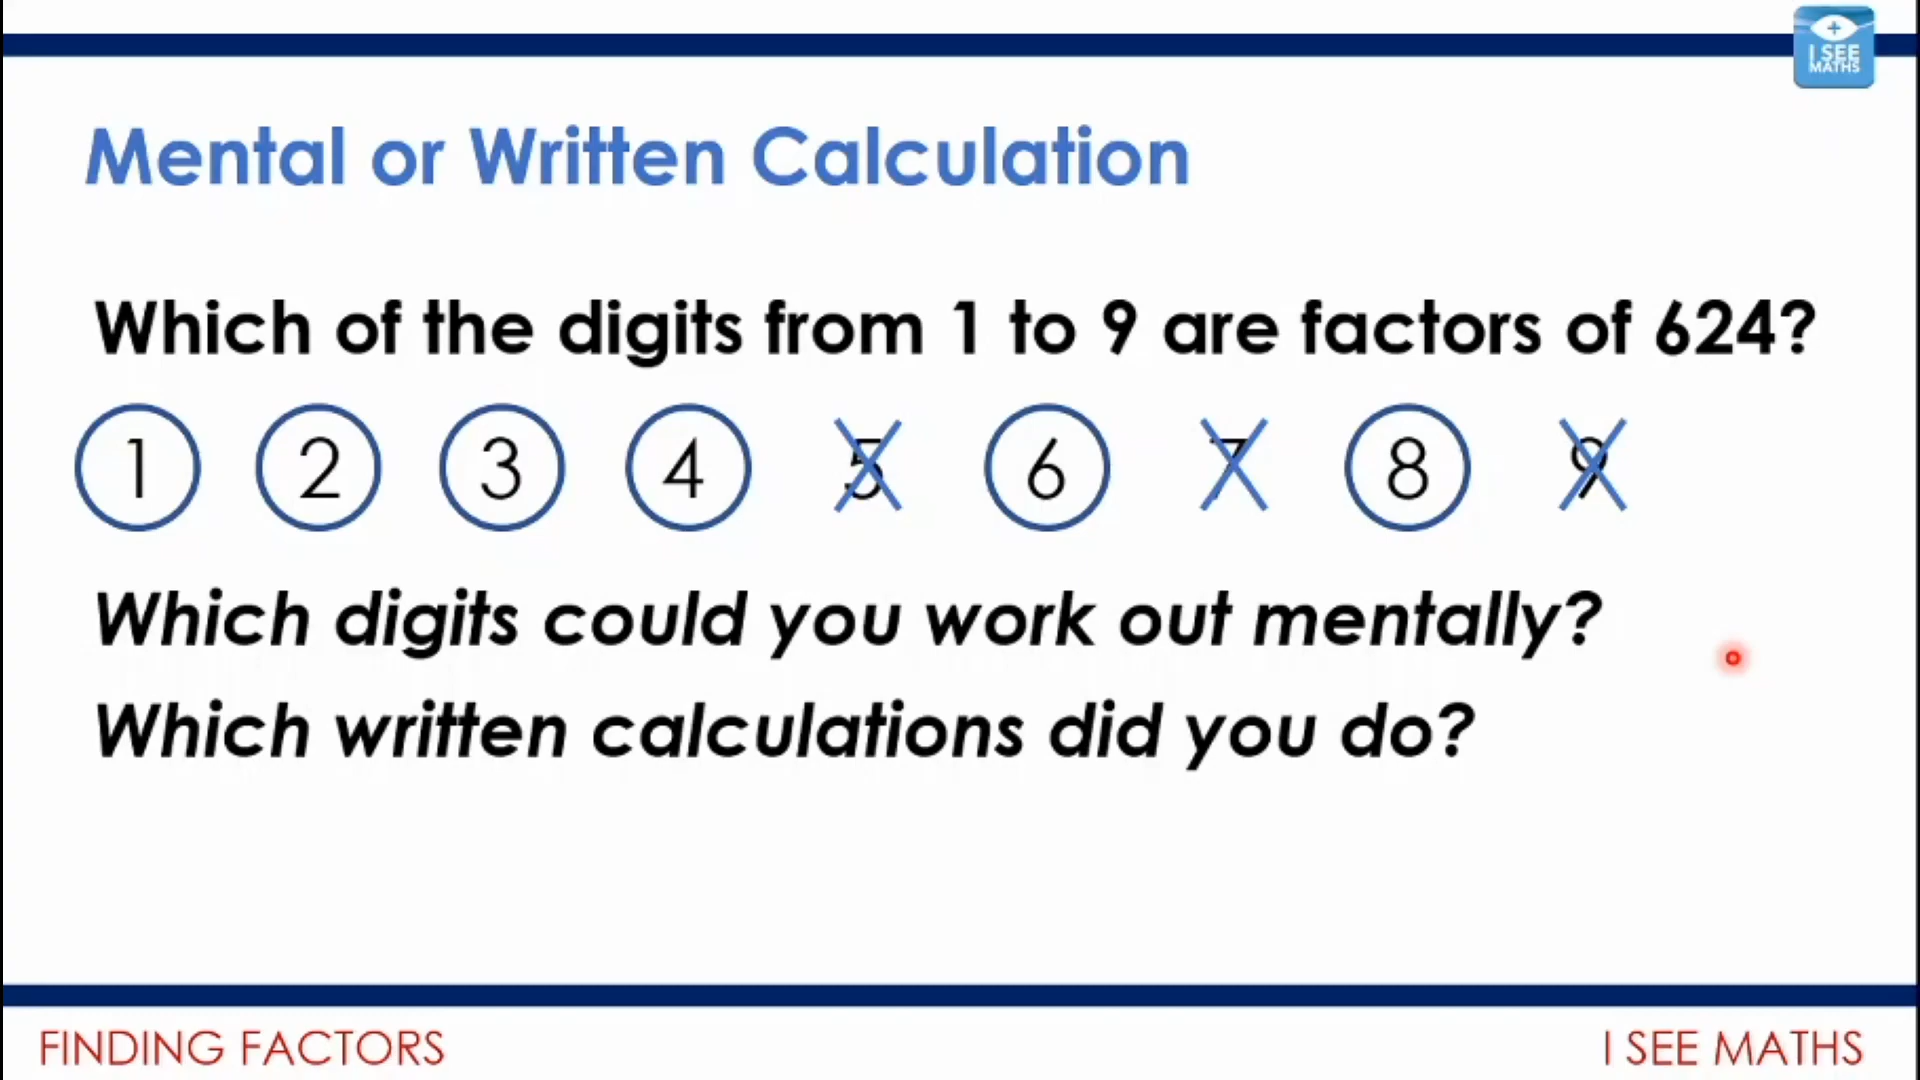 I SEE
MATHS
Mental or Written Calculation
Which of the digits from 1 to 9 are factors of 624?
1 2 3 4 5 6 7 8 9
Which digits could you work out mentally?
Which written calculations did you do?
FINDING FACTORS
I SEE MATHS